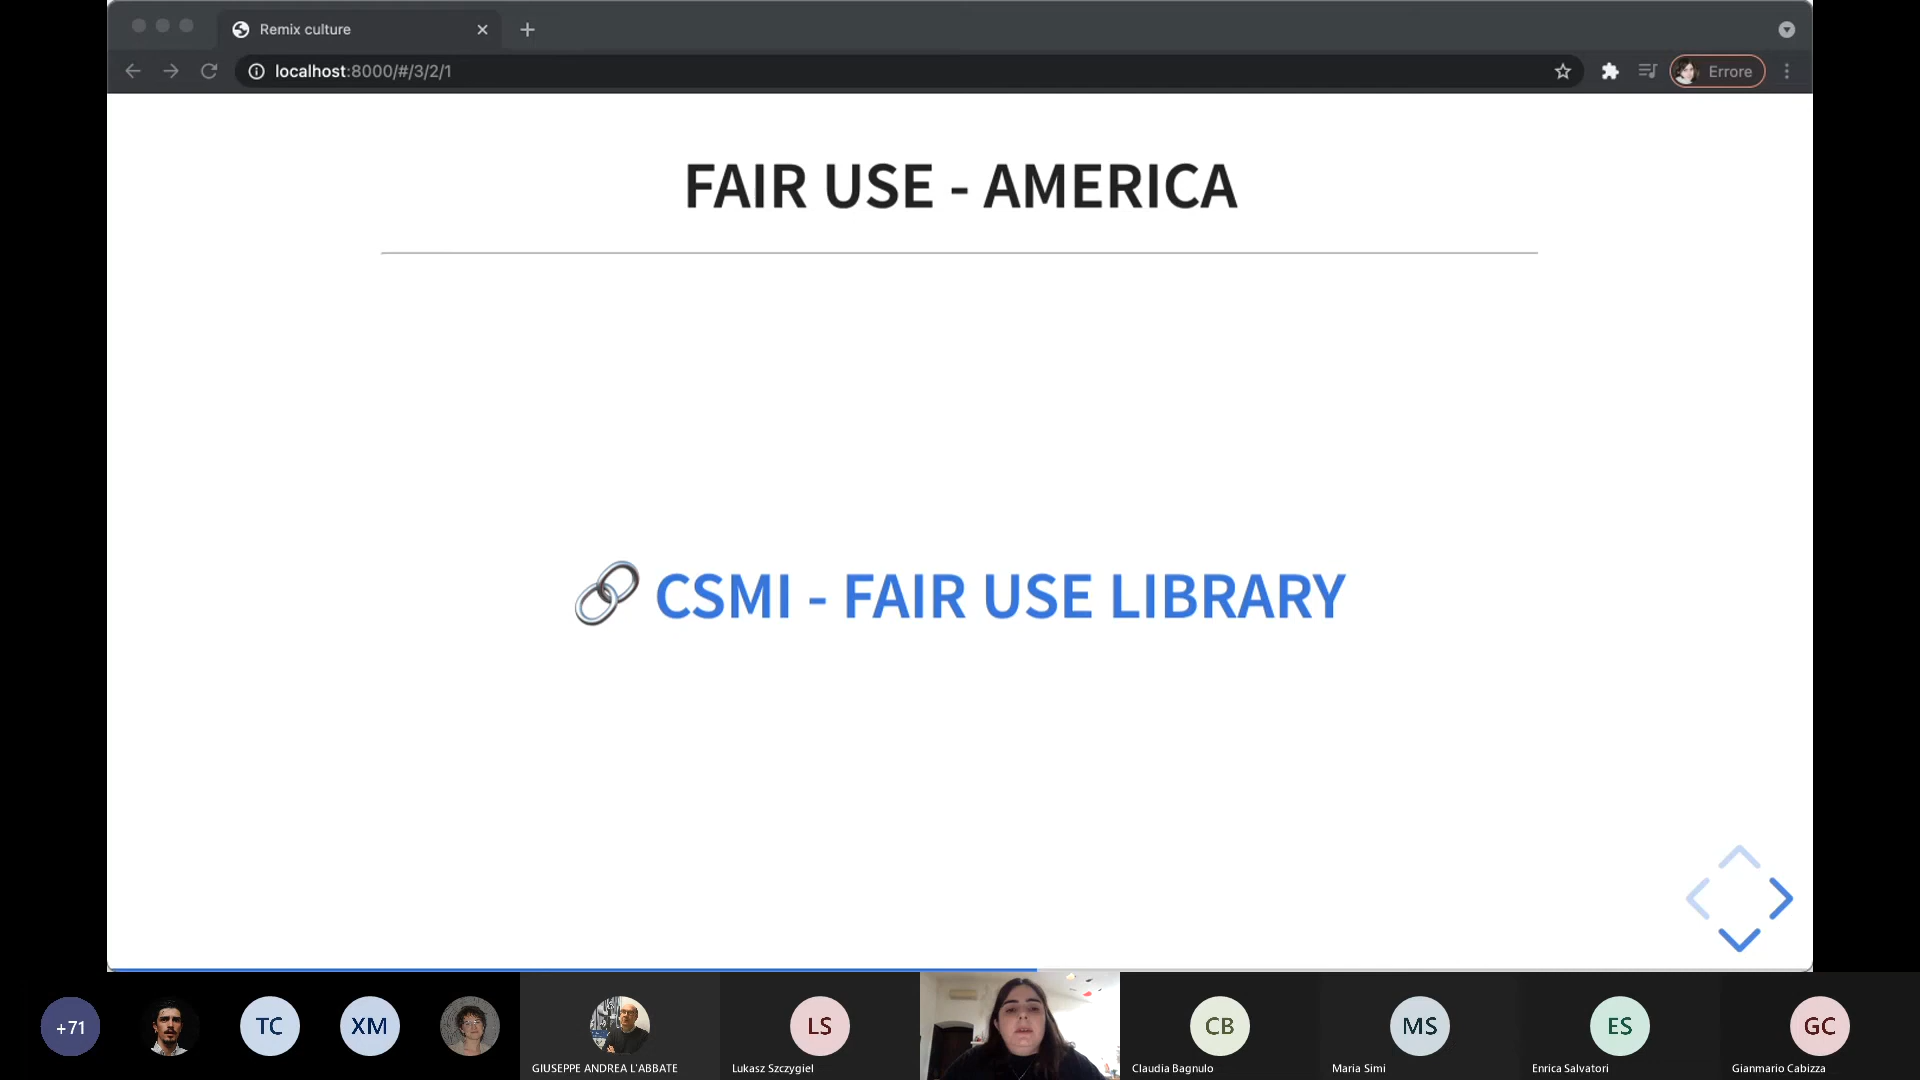 Remix culture
localhost:8000/#/3/2/1
Errore
FAIR USE - AMERICA
CSMI - FAIR USE LIBRARY
+71
TC
XM
LS
CB
MS
ES
GC
GIUSEPPE ANDREA L'ABBATE
Lukasz Szczygiel
Claudia Bagnulo
Maria Simi
Enrica Salvatori
Gianmario Cabizza